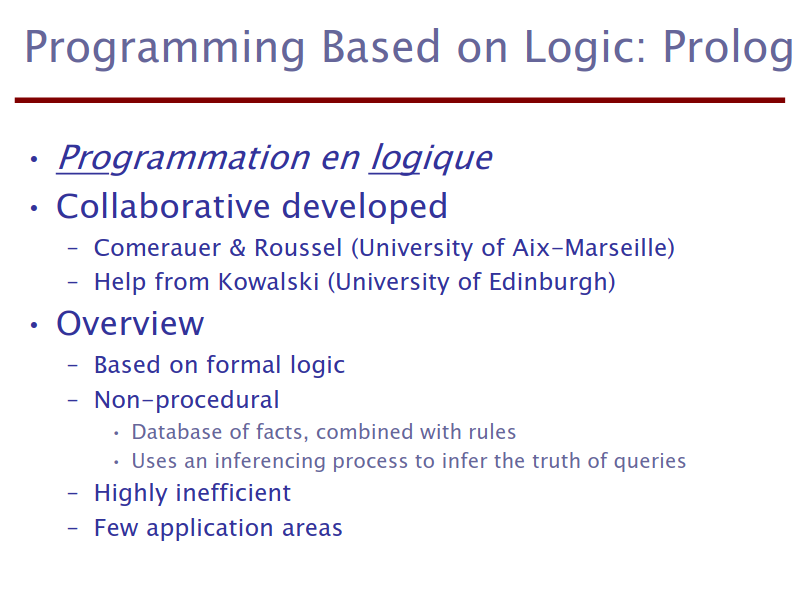 Programming Based on Logic: Prolog
• Programmation en logique
• Collaborative developed
– Comerauer & Roussel (University of Aix-Marseille)
– Help from Kowalski (University of Edinburgh)
• Overview
– Based on formal logic
– Non-procedural
• Database of facts, combined with rules
• Uses an inferencing process to infer the truth of queries
– Highly inefficient
– Few application areas